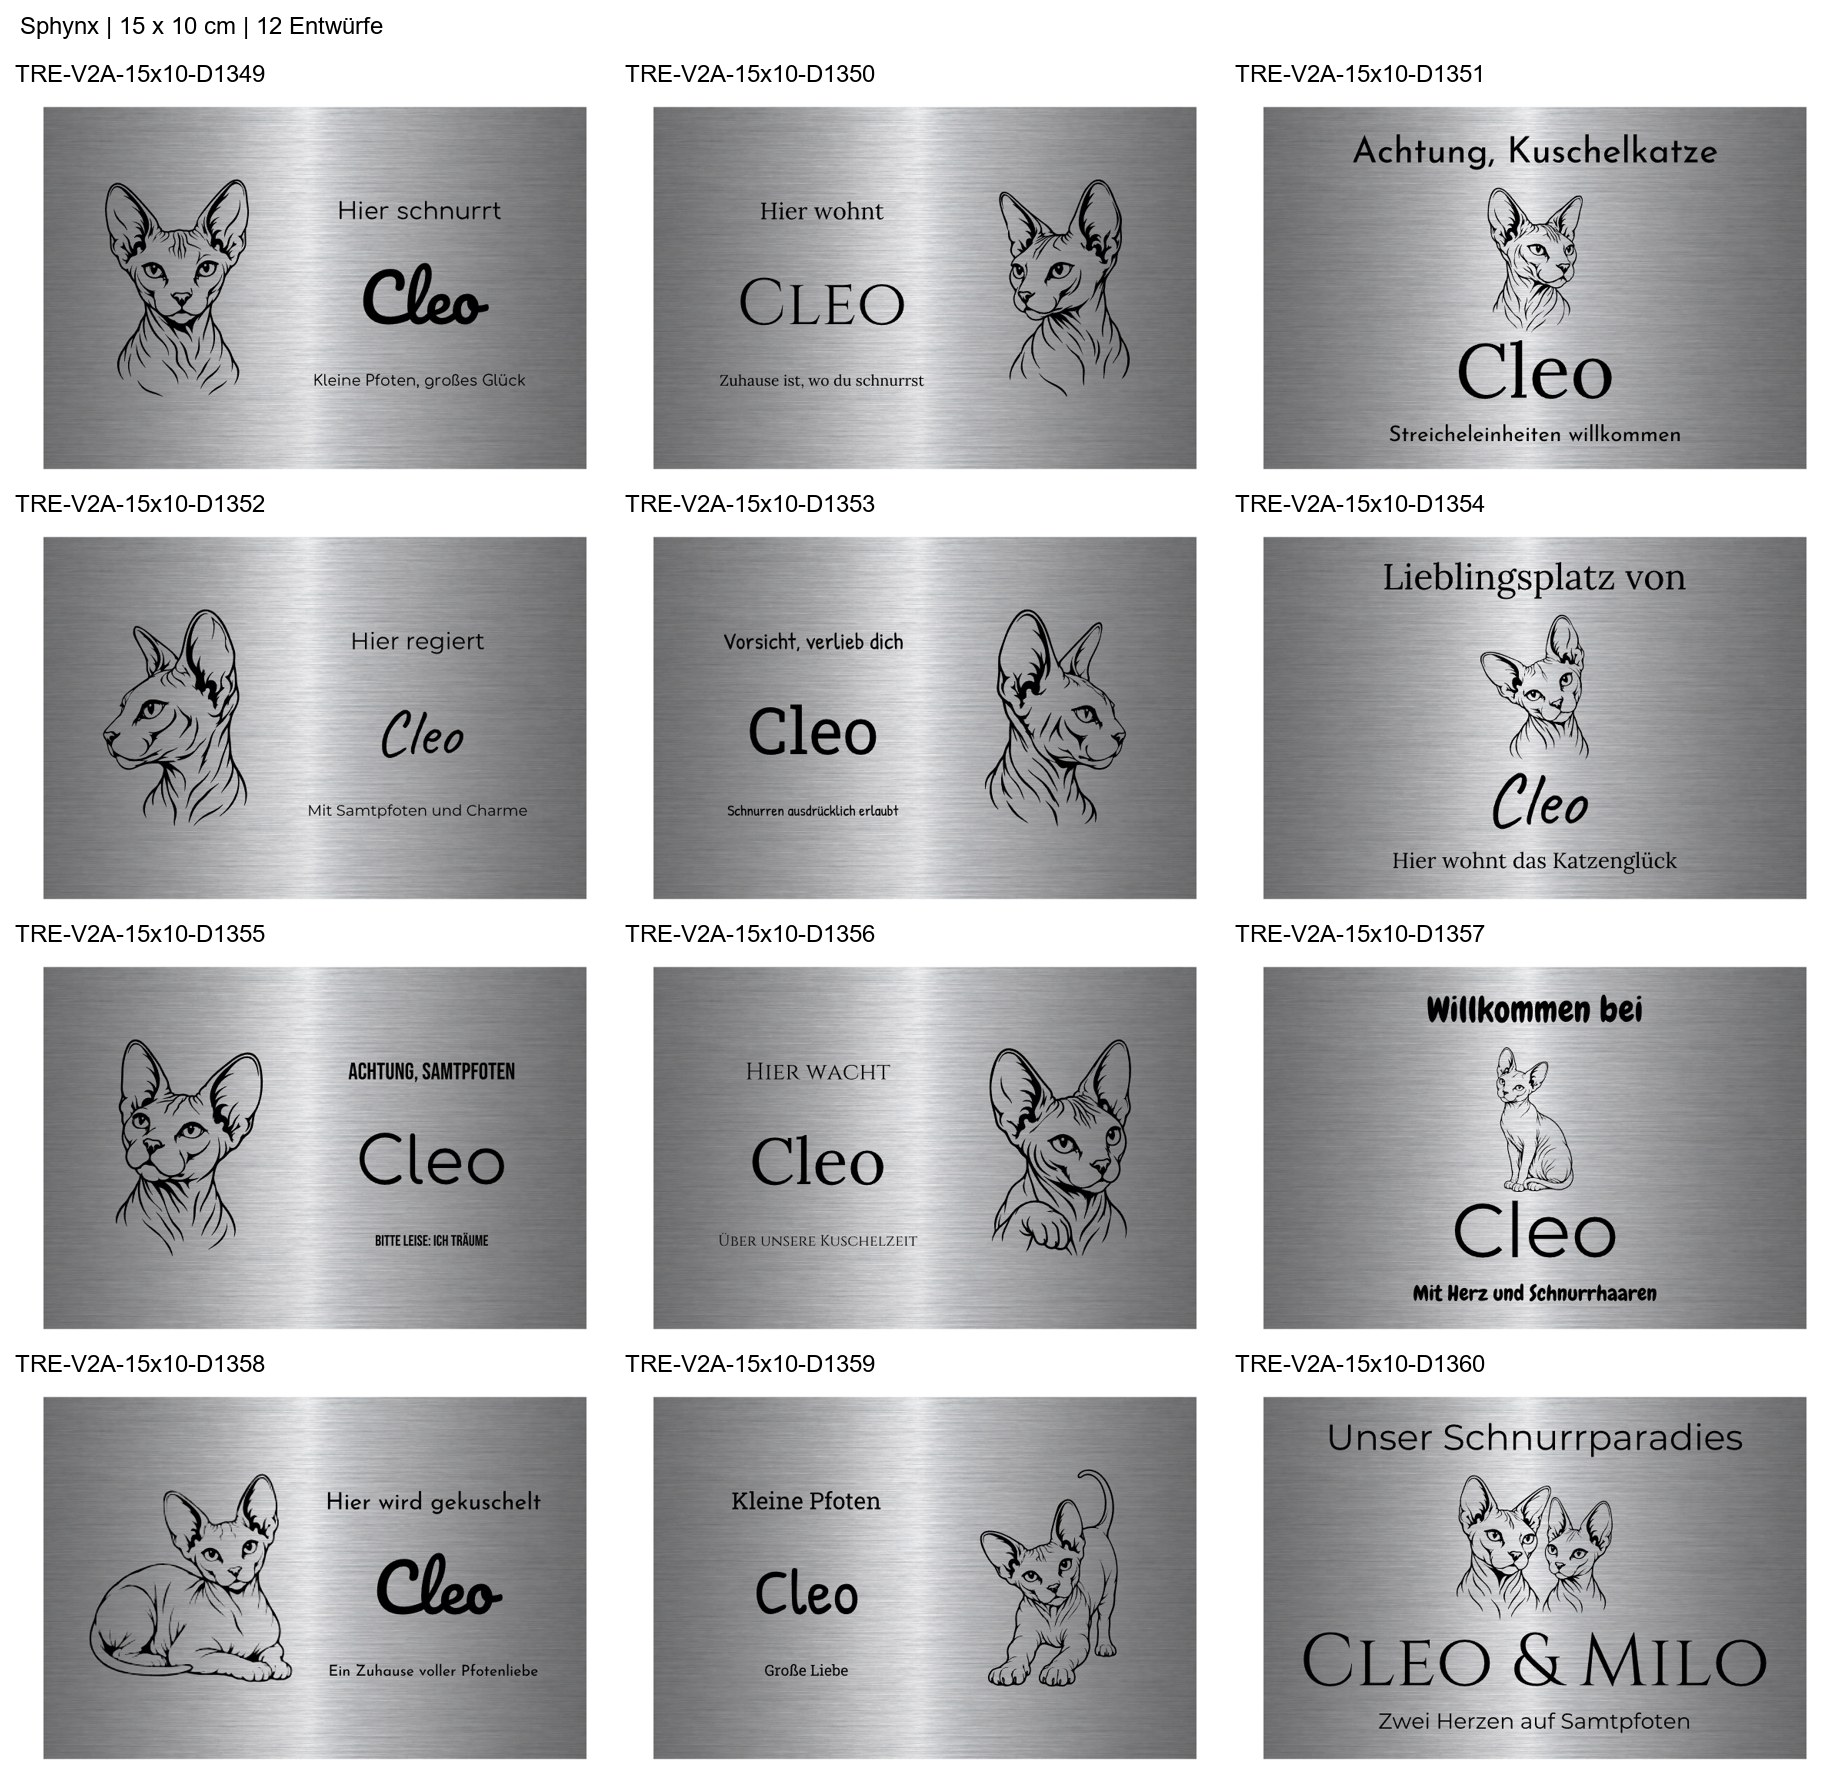 Sphynx | 15 x 10 cm | 12 Entwürfe
TRE-V2A-15x10-D1349
Hier schnurrt
Cleo
Kleine Pfoten, großes Glück
TRE-V2A-15x10-D1350
Hier wohnt
CLEO
Zuhause ist, wo du schnurrst
TRE-V2A-15x10-D1351
Achtung, Kuschelkatze
Cleo
Streicheleinheiten willkommen
TRE-V2A-15x10-D1352
Hier regiert
Cleo
Mit Samtpfoten und Charme
TRE-V2A-15x10-D1353
Vorsicht, verlieb dich
Cleo
Schnurren ausdrücklich erlaubt
TRE-V2A-15x10-D1354
Lieblingsplatz von
Cleo
Hier wohnt das Katzenglück
TRE-V2A-15x10-D1355
ACHTUNG, SAMTPFOTEN
Cleo
BITTE LEISE: ICH TRÄUME
TRE-V2A-15x10-D1356
HIER WACHT
Cleo
ÜBER UNSERE KUSCHELZEIT
TRE-V2A-15x10-D1357
Willkommen bei
Cleo
Mit Herz und Schnurrhaaren
TRE-V2A-15x10-D1358
Hier wird gekuschelt
Cleo
Ein Zuhause voller Pfotenliebe
TRE-V2A-15x10-D1359
Kleine Pfoten
Cleo
Große Liebe
TRE-V2A-15x10-D1360
Unser Schnurrparadies
CLEO & MILO
Zwei Herzen auf Samtpfoten